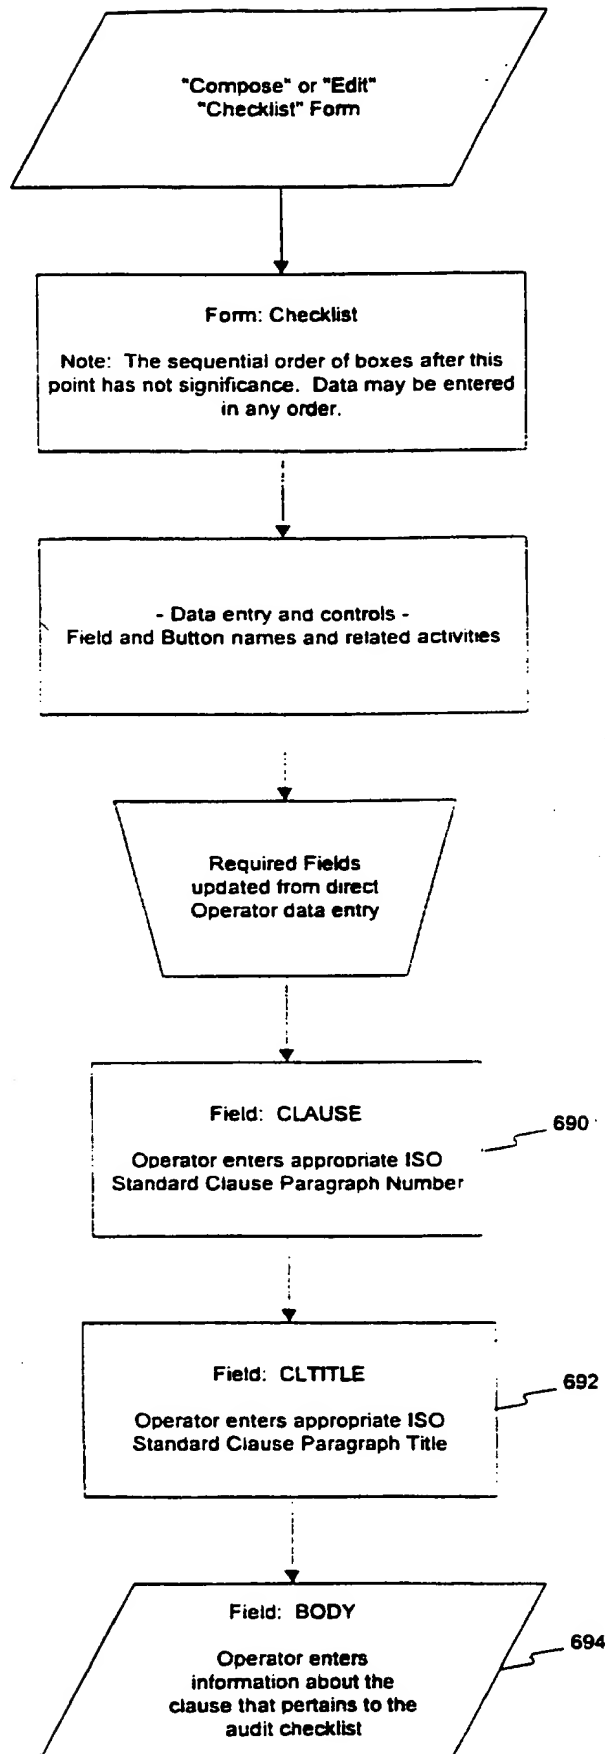 "Compose" or "Edit"
"Checklist" Form
Form: Checklist
Note: The sequential order of boxes after this
point has not significance. Data may be entered
in any order.
- Data entry and controls -
Field and Button names and related activities
Required Fields
updated from direct
Operator data entry
Field: CLAUSE
Operator enters appropriate ISO
Standard Clause Paragraph Number
690
Field: CLTITLE
Operator enters appropriate ISO
Standard Clause Paragraph Title
692
Field: BODY
Operator enters
information about the
clause that pertains to the
audit checklist
694